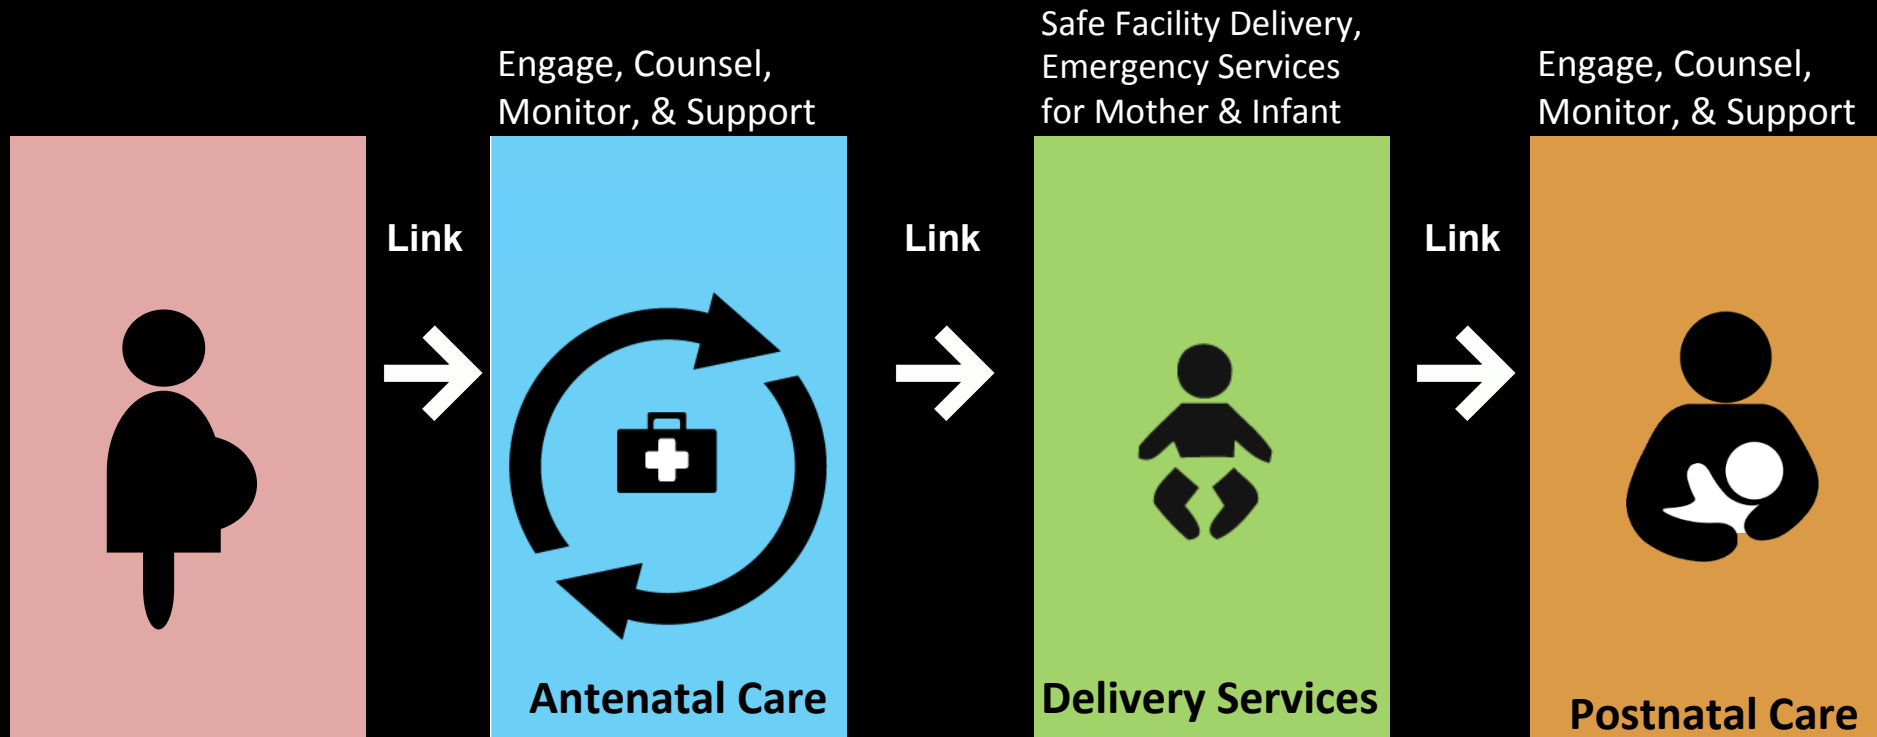 Engage, Counsel,
Monitor, & Support
Safe Facility Delivery,
Emergency Services
for Mother & Infant
Engage, Counsel,
Monitor, & Support
Link
Link
Link
Antenatal Care
Delivery Services
Postnatal Care